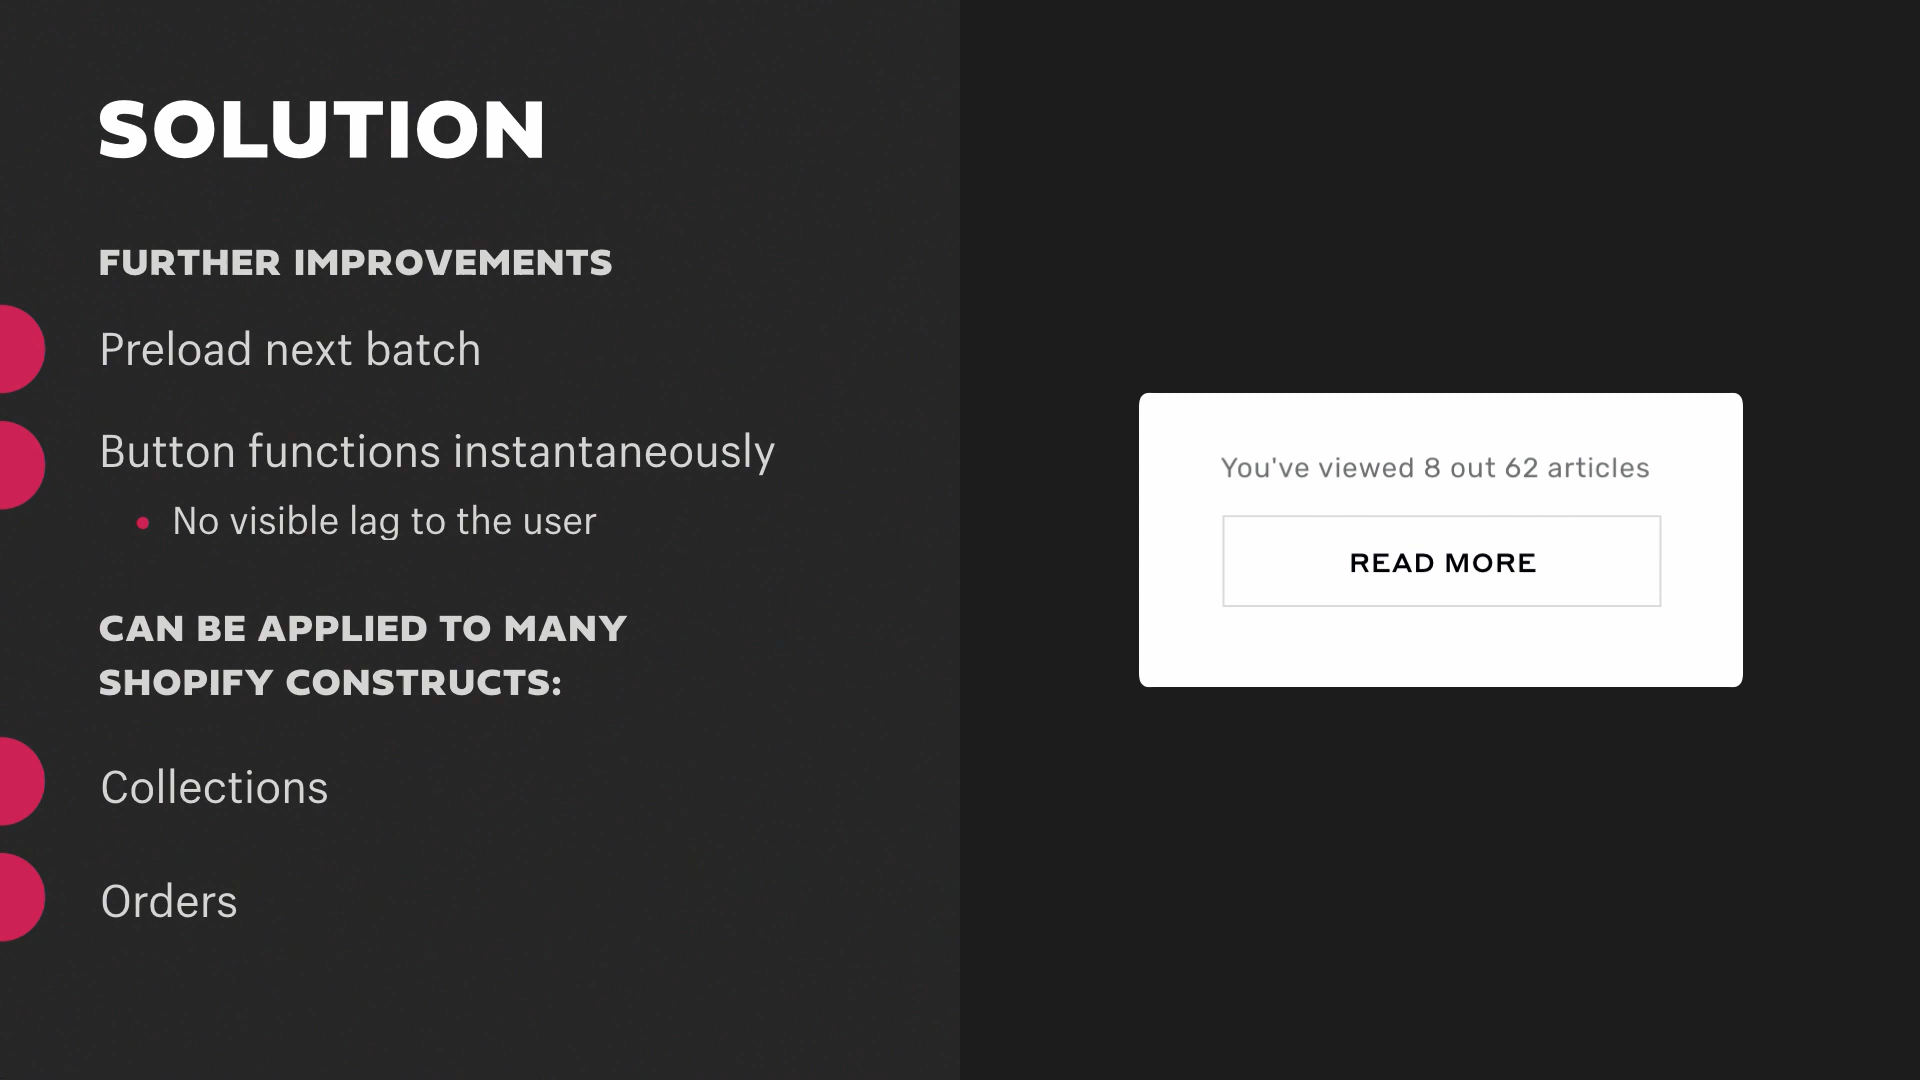 SOLUTION
FURTHER IMPROVEMENTS
Preload next batch
Button functions instantaneously
No visible lag to the user
CAN BE APPLIED TO MANY
SHOPIFY CONSTRUCTS:
Collections
Orders
You've viewed 8 out 62 articles
READ MORE